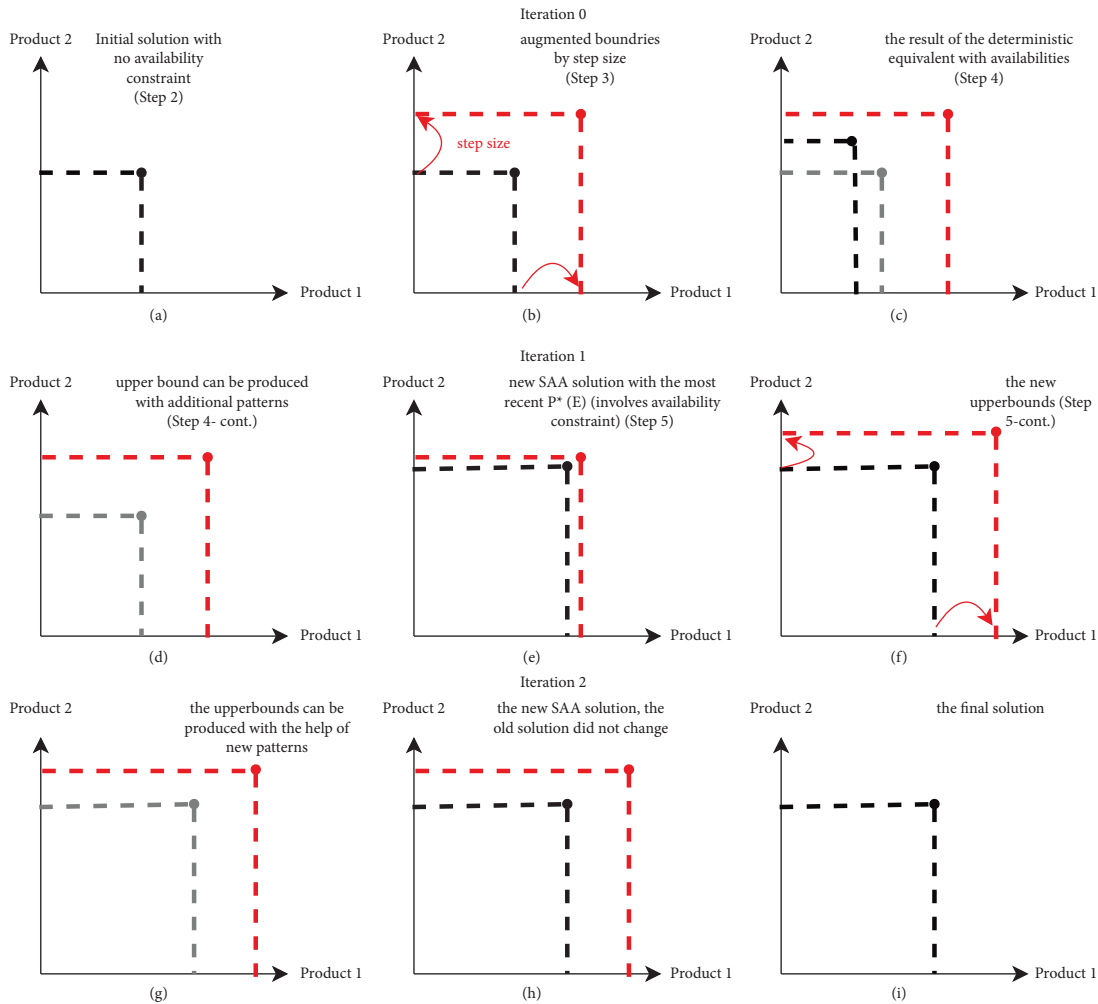 Iteration 0
Product 2
Initial solution with
no availability
constraint
(Step 2)
Product 1
(a)
Product 2
augmented boundries
by step size
(Step 3)
step size
Product 1
(b)
Product 2
the result of the deterministic
equivalent with availabilities
(Step 4)
Product 1
(c)
Iteration 1
Product 2
upper bound can be produced
with additional patterns
(Step 4- cont.)
Product 1
(d)
Product 2
new SAA solution with the most
recent P* (E) (involves availability
constraint) (Step 5)
Product 1
(e)
Product 2
the new
upperbounds (Step
5-cont.)
Product 1
(f)
Iteration 2
Product 2
the upperbounds can be
produced with the help of
new patterns
Product 1
(g)
Product 2
the new SAA solution, the
old solution did not change
Product 1
(h)
Product 2
the final solution
Product 1
(i)